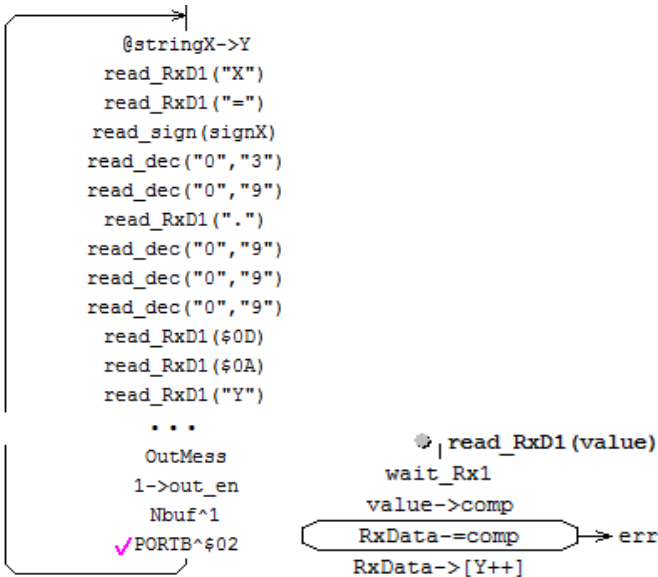 @stringX->Y
read_RxD1("X")
read_RxD1("=")
read_sign(signX)
read_dec("0","3")
read_dec("0","9")
read_RxD1(".")
read_dec("0","9")
read_dec("0","9")
read_dec("0","9")
read_RxD1($0D)
read_RxD1($0A)
read_RxD1("Y")
...
OutMess
1->out_en
Nbuf^1
PORTB^$02
read_RxD1(value)
wait_Rx1
value->comp
RxData-=comp
err
RxData->[Y++]